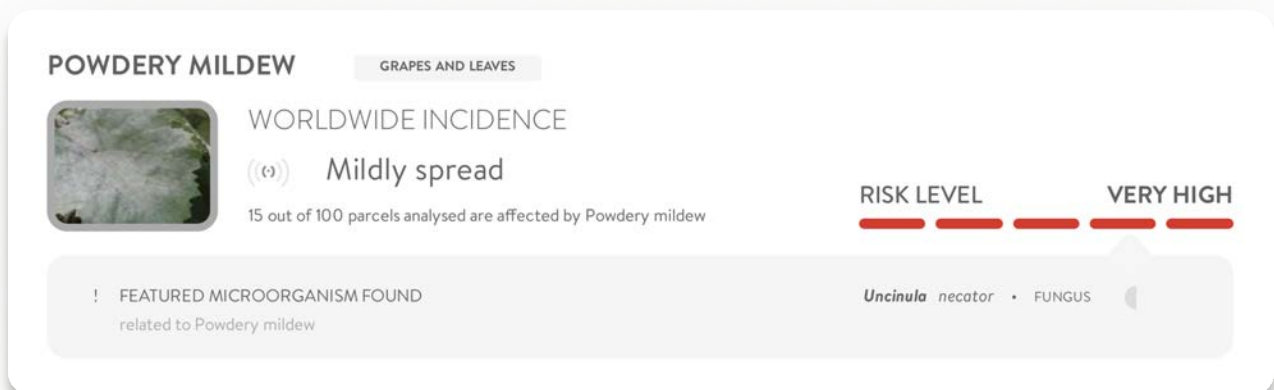 POWDERY MILDEW
GRAPES AND LEAVES
WORLDWIDE INCIDENCE
Mildly spread
15 out of 100 parcels analysed are affected by Powdery mildew
RISK LEVEL VERY HIGH
! FEATURED MICROORGANISM FOUND
related to Powdery mildew
Uncinula necator • FUNGUS